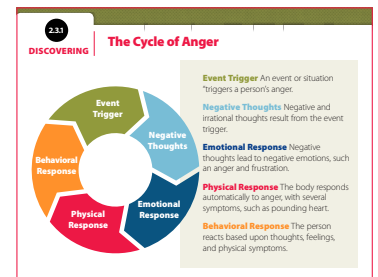 2.3.1
DISCOVERING
The Cycle of Anger
Event
Trigger
Negative
Thoughts
Emotional
Response
Physical
Response
Behavioral
Response
Event Trigger An event or situation
"triggers a person's anger.
Negative Thoughts Negative and
irrational thoughts result from the event
trigger.
Emotional Response Negative
thoughts lead to negative emotions, such
an anger and frustration.
Physical Response The body responds
automatically to anger, with several
symptoms, such as pounding heart.
Behavioral Response The person
reacts based upon thoughts, feelings,
and physical symptoms.